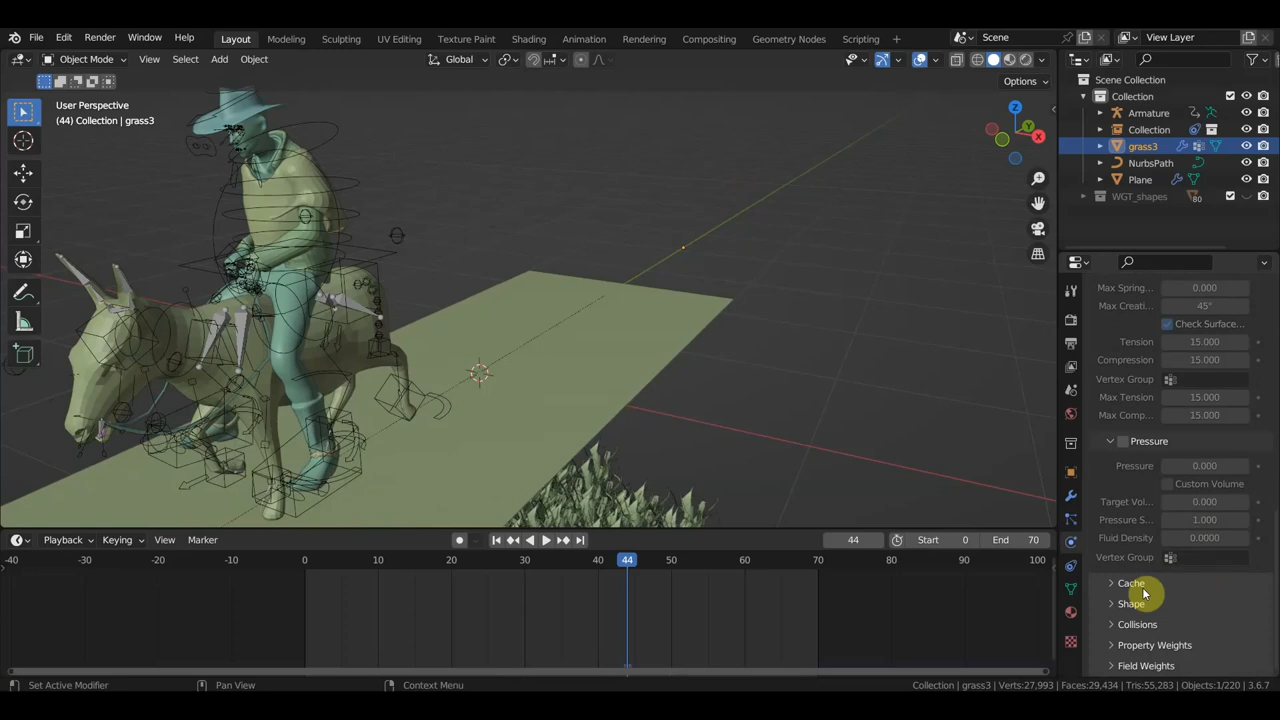 File Edit Render Window Help Layout Modeling Sculpting UV Editing Texture Paint Shading Animation Rendering Compositing Geometry Nodes Scripting + Scene View Layer
Object Mode View Select Add Object Global
Options
User Perspective
(44) Collection | grass3
Z
Y
X
Scene Collection
Collection
Armature
Collection
grass3
NurbsPath
Plane
WGT_shapes 80
Max Spring... 0.000
Max Creati... 45°
Check Surface...
Tension 15.000
Compression 15.000
Vertex Group
Max Tension 15.000
Max Comp... 15.000
Pressure
Pressure 0.000
Custom Volume
Target Vol... 0.000
Pressure S... 1.000
Fluid Density 0.0000
Vertex Group
Cache
Shape
Collisions
Property Weights
Field Weights
Playback Keying View Marker 44 Start 0 End 70
-40 -30 -20 -10 0 10 20 30 40 44 50 60 70 80 90 100
Set Active Modifier Pan View Context Menu Collection | grass3 | Verts:27,993 | Faces:29,434 | Tris:55,283 | Objects:1/220 | 3.6.7